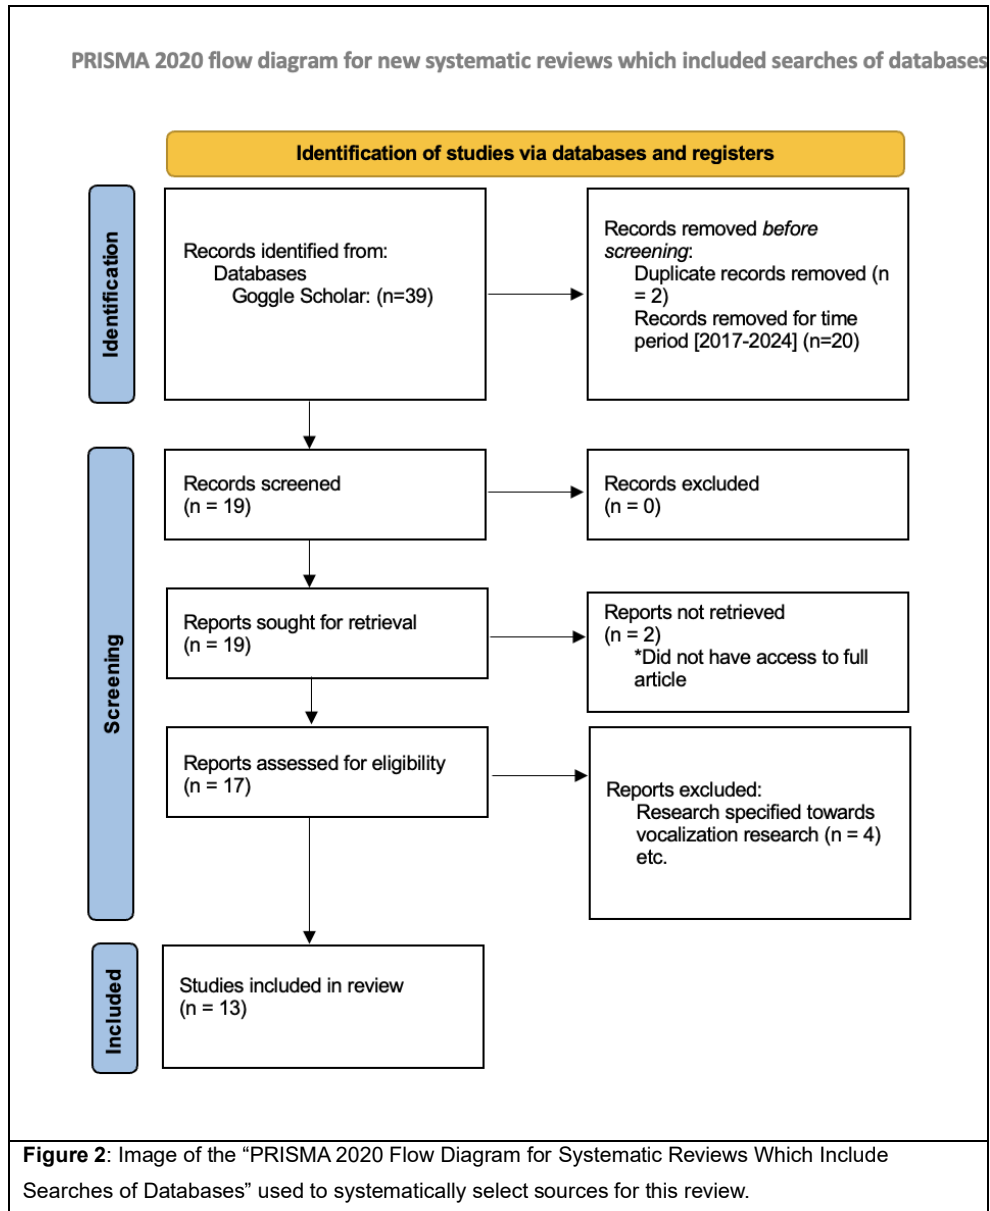 PRISMA 2020 flow diagram for new systematic reviews which included searches of databases
Identification of studies via databases and registers
Identification
Records identified from:
Databases
Goggle Scholar: (n=39)
Records removed before
screening:
Duplicate records removed (n
= 2)
Records removed for time
period [2017-2024] (n=20)
Screening
Records screened
(n = 19)
Records excluded
(n = 0)
Reports sought for retrieval
(n = 19)
Reports not retrieved
(n = 2)
*Did not have access to full
article
Reports assessed for eligibility
(n = 17)
Reports excluded:
Research specified towards
vocalization research (n = 4)
etc.
Included
Studies included in review
(n = 13)
Figure 2: Image of the “PRISMA 2020 Flow Diagram for Systematic Reviews Which Include
Searches of Databases” used to systematically select sources for this review.